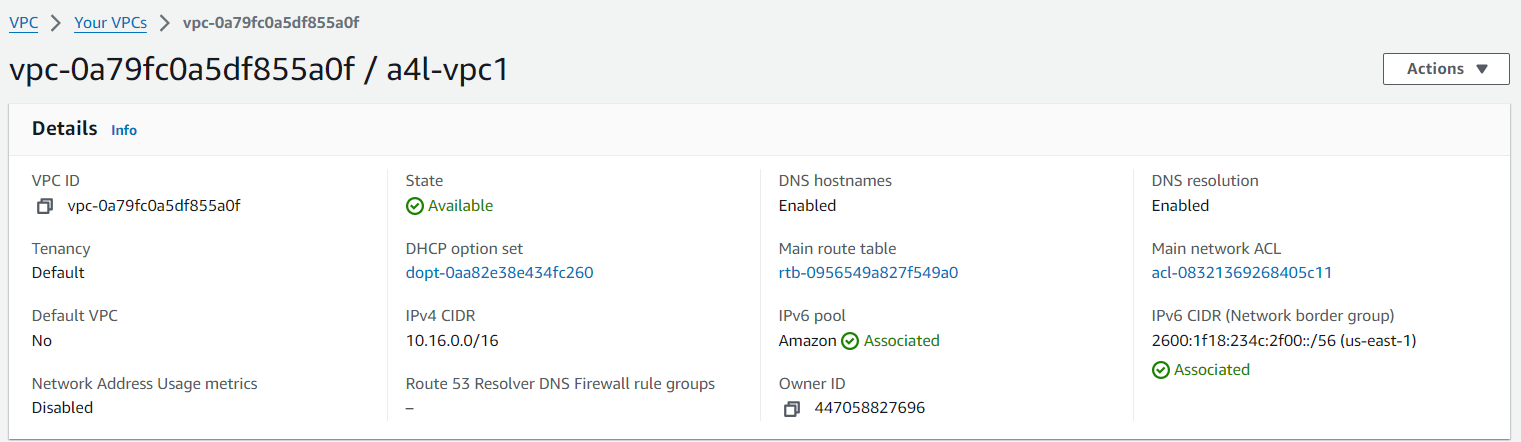 VPC > Your VPCs > vpc-0a79fc0a5df855a0f
vpc-0a79fc0a5df855a0f / a4l-vpc1
Actions ▼
Details Info
VPC ID
vpc-0a79fc0a5df855a0f
State
Available
DNS hostnames
Enabled
DNS resolution
Enabled
Tenancy
Default
DHCP option set
dopt-0aa82e38e434fc260
Main route table
rtb-0956549a827f549a0
Main network ACL
acl-08321369268405c11
Default VPC
No
IPv4 CIDR
10.16.0.0/16
IPv6 pool
Amazon Associated
IPv6 CIDR (Network border group)
2600:1f18:234c:2f00::/56 (us-east-1)
Associated
Network Address Usage metrics
Disabled
Route 53 Resolver DNS Firewall rule groups
–
Owner ID
447058827696